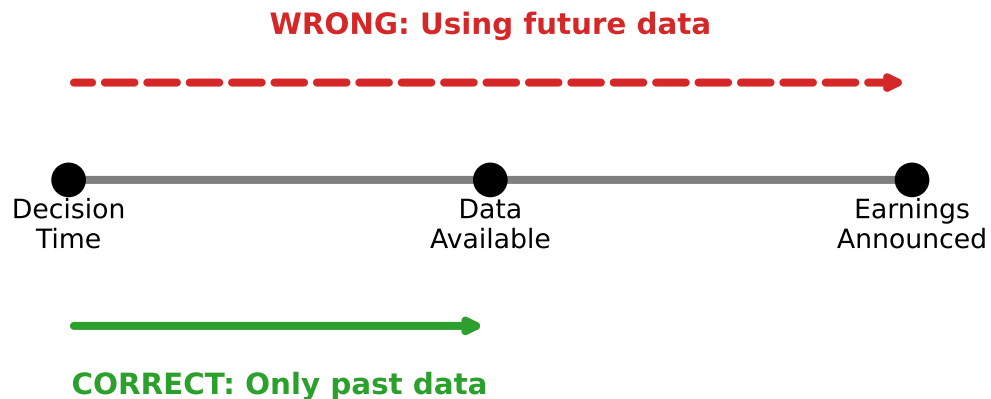 WRONG: Using future data
Decision
Time
Data
Available
Earnings
Announced
CORRECT: Only past data